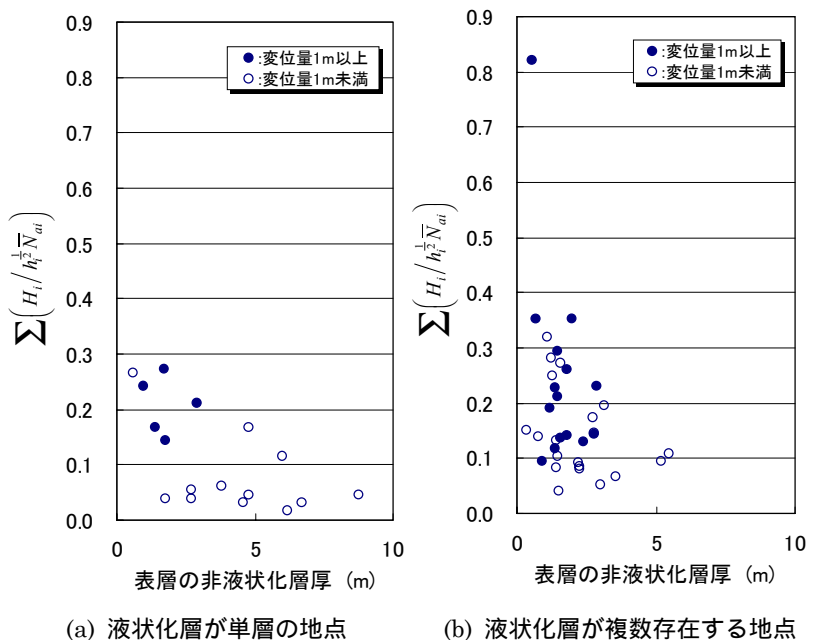 0.9
0.8
0.7
0.6
0.5
0.4
0.3
0.2
0.1
0.0
0
5
10
●:変位量1m以上
○:変位量1m未満
Σ(H_i/h_i^{1/2} N̅_{ai})
表層の非液状化層厚 (m)
(a) 液状化層が単層の地点
0.9
0.8
0.7
0.6
0.5
0.4
0.3
0.2
0.1
0.0
0
5
10
●:変位量1m以上
○:変位量1m未満
Σ(H_i/h_i^{1/2} N̅_{ai})
表層の非液状化層厚 (m)
(b) 液状化層が複数存在する地点